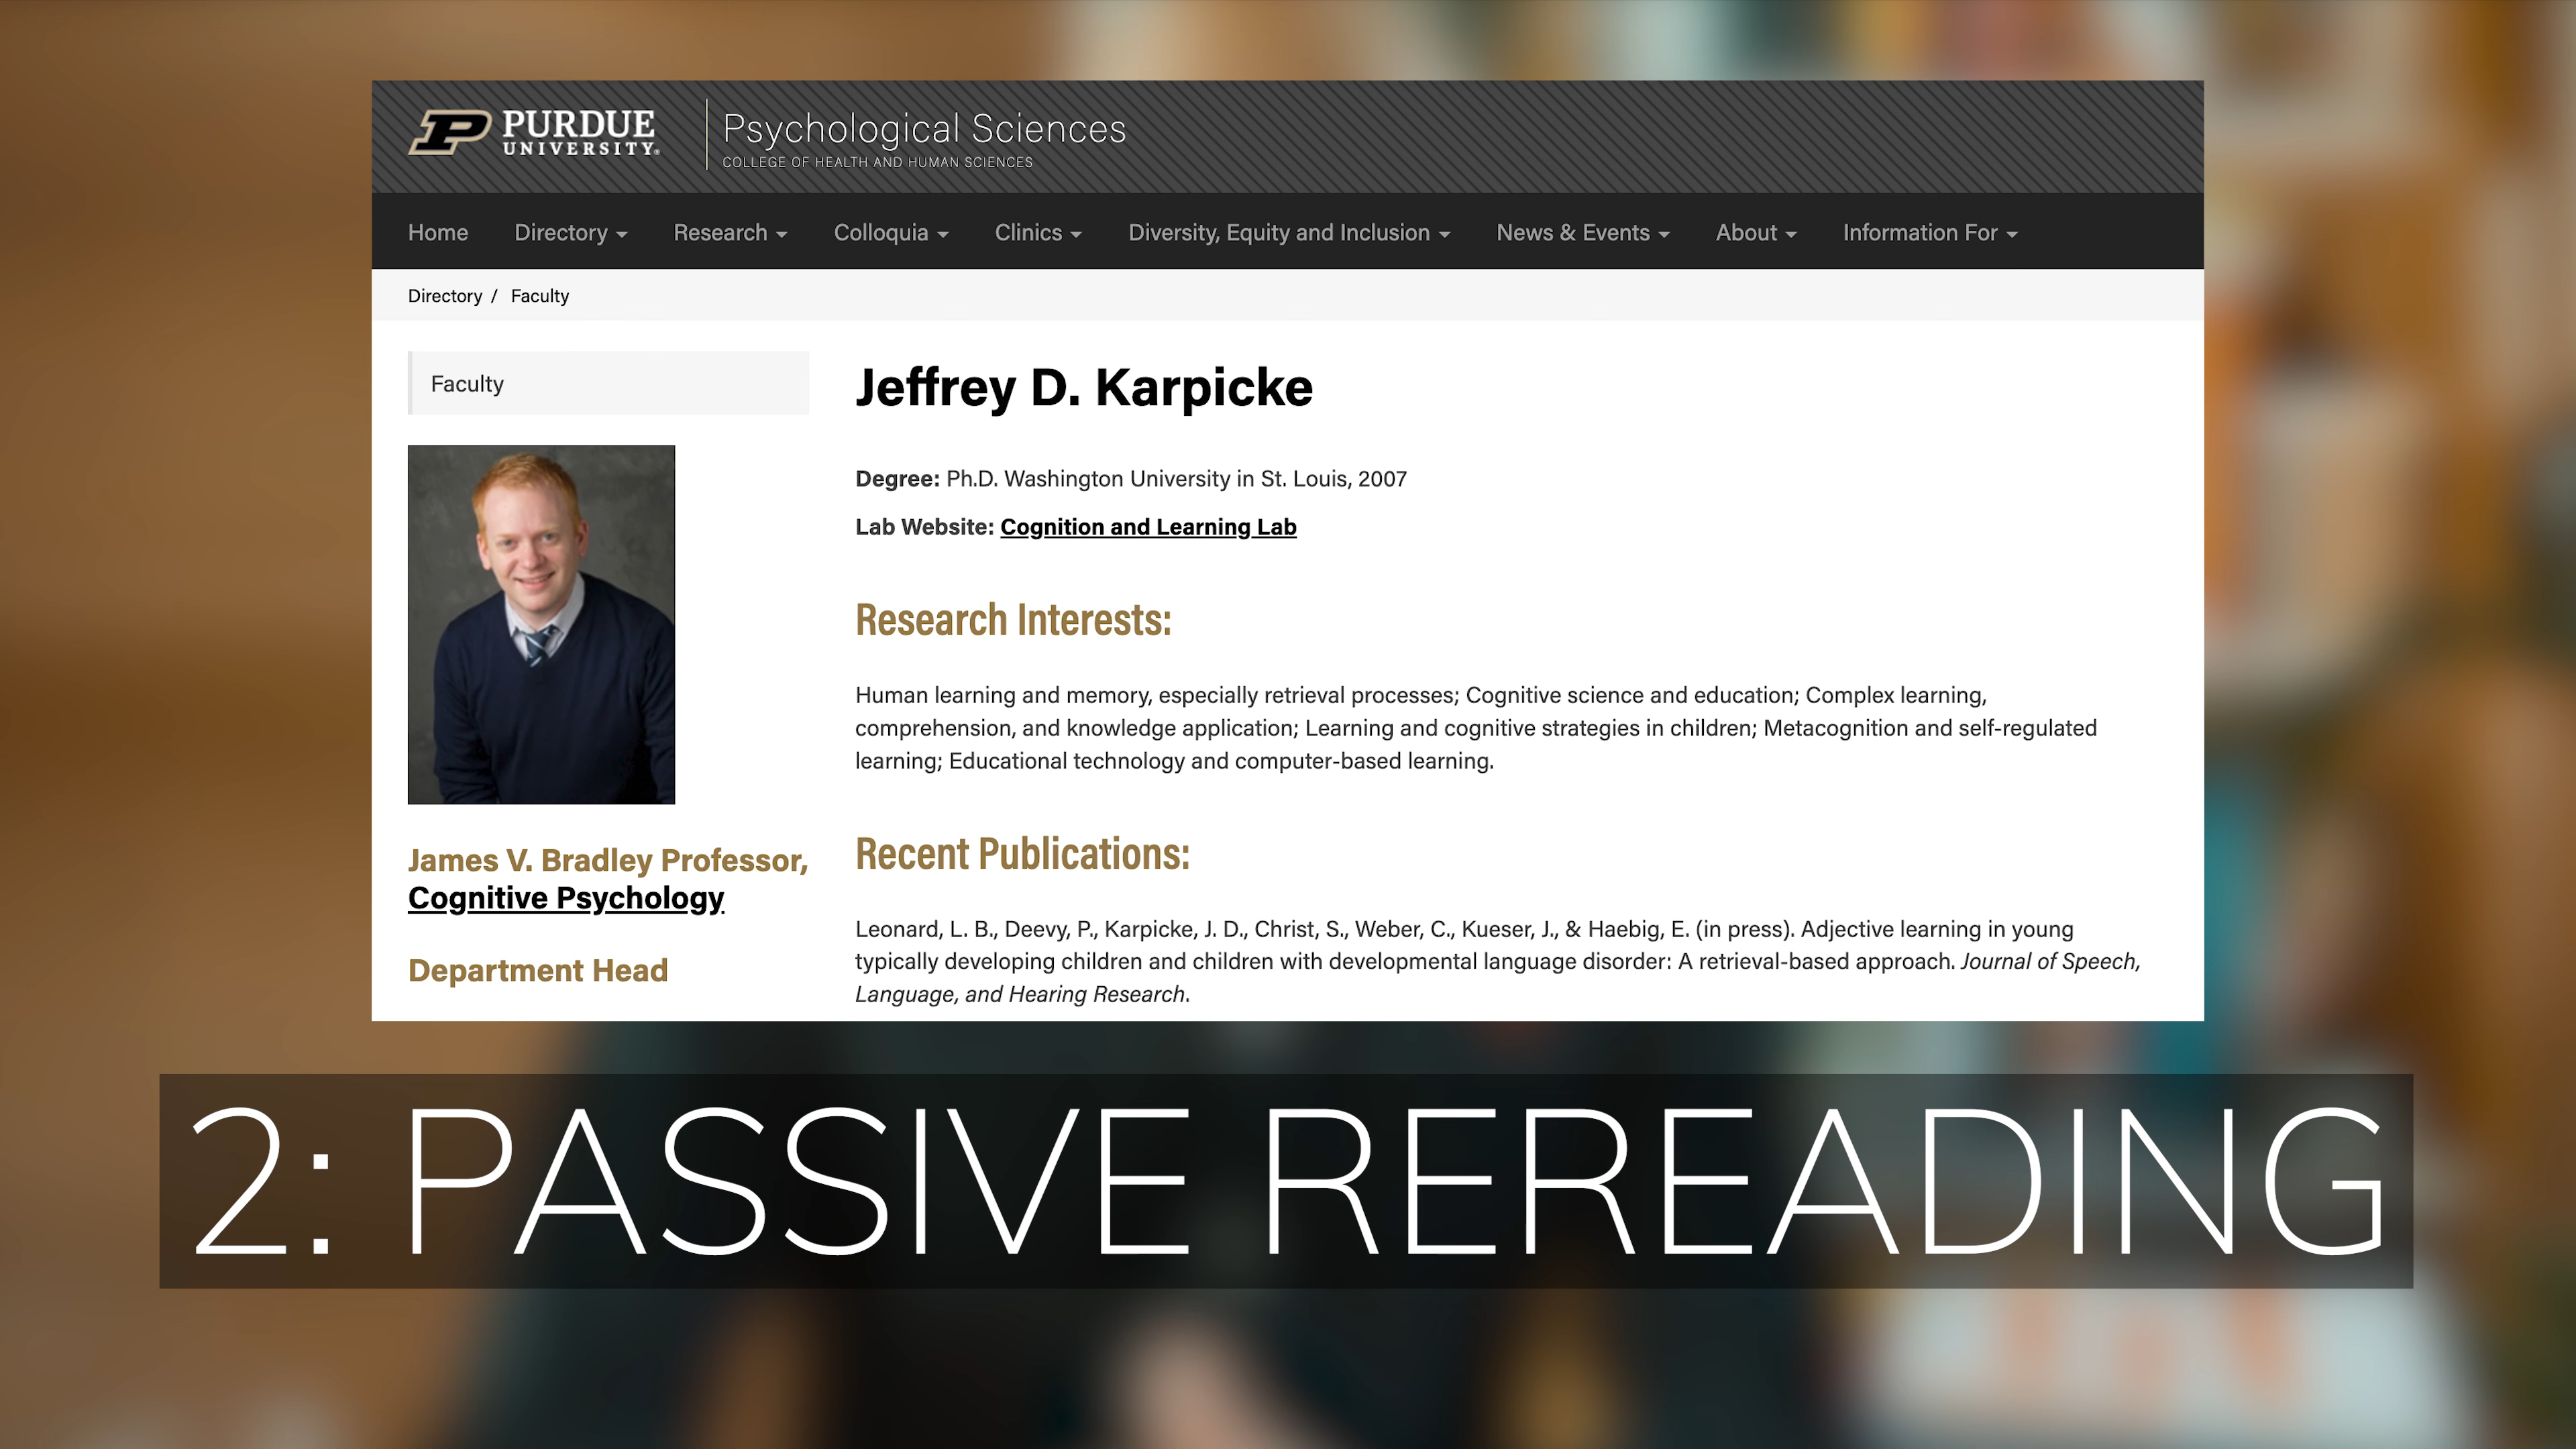 PURDUE
UNIVERSITY®
Psychological Sciences
COLLEGE OF HEALTH AND HUMAN SCIENCES
Home Directory Research Colloquia Clinics Diversity, Equity and Inclusion News & Events About Information For
Directory / Faculty
Faculty
James V. Bradley Professor,
Cognitive Psychology
Department Head
Jeffrey D. Karpicke
Degree: Ph.D. Washington University in St. Louis, 2007
Lab Website: Cognition and Learning Lab
Research Interests:
Human learning and memory, especially retrieval processes; Cognitive science and education; Complex learning,
comprehension, and knowledge application; Learning and cognitive strategies in children; Metacognition and self-regulated
learning; Educational technology and computer-based learning.
Recent Publications:
Leonard, L. B., Deevy, P., Karpicke, J. D., Christ, S., Weber, C., Kueser, J., & Haebig, E. (in press). Adjective learning in young
typically developing children and children with developmental language disorder: A retrieval-based approach. Journal of Speech,
Language, and Hearing Research.
2: PASSIVE REREADING